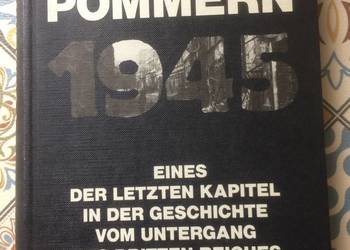 POMMERN
1945
EINES
DER LETZTEN KAPITEL
IN DER GESCHICHTE
VOM UNTERGANG
DRITTEN REICHES